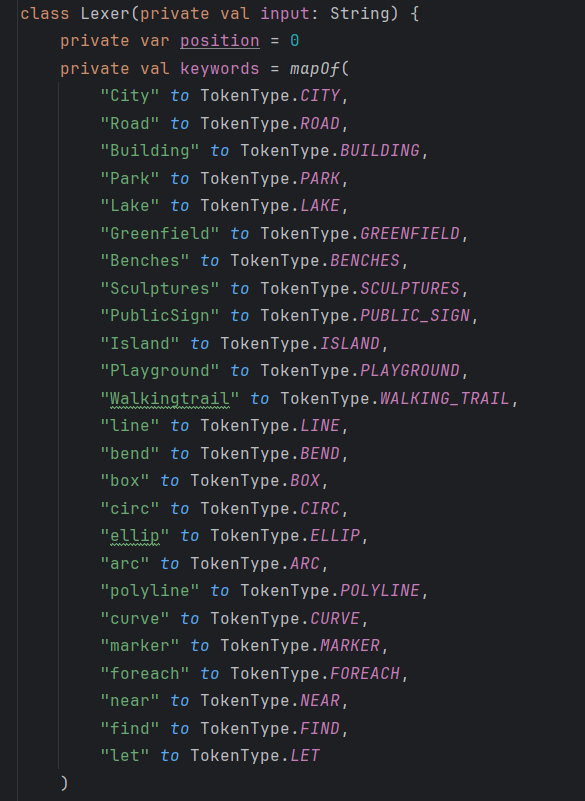 class Lexer(private val input: String) {
    private var position = 0
    private val keywords = mapOf(
        "City" to TokenType.CITY,
        "Road" to TokenType.ROAD,
        "Building" to TokenType.BUILDING,
        "Park" to TokenType.PARK,
        "Lake" to TokenType.LAKE,
        "Greenfield" to TokenType.GREENFIELD,
        "Benches" to TokenType.BENCHES,
        "Sculptures" to TokenType.SCULPTURES,
        "PublicSign" to TokenType.PUBLIC_SIGN,
        "Island" to TokenType.ISLAND,
        "Playground" to TokenType.PLAYGROUND,
        "Walkingtrail" to TokenType.WALKING_TRAIL,
        "line" to TokenType.LINE,
        "bend" to TokenType.BEND,
        "box" to TokenType.BOX,
        "circ" to TokenType.CIRC,
        "ellip" to TokenType.ELLIP,
        "arc" to TokenType.ARC,
        "polyline" to TokenType.POLYLINE,
        "curve" to TokenType.CURVE,
        "marker" to TokenType.MARKER,
        "foreach" to TokenType.FOREACH,
        "near" to TokenType.NEAR,
        "find" to TokenType.FIND,
        "let" to TokenType.LET
    )